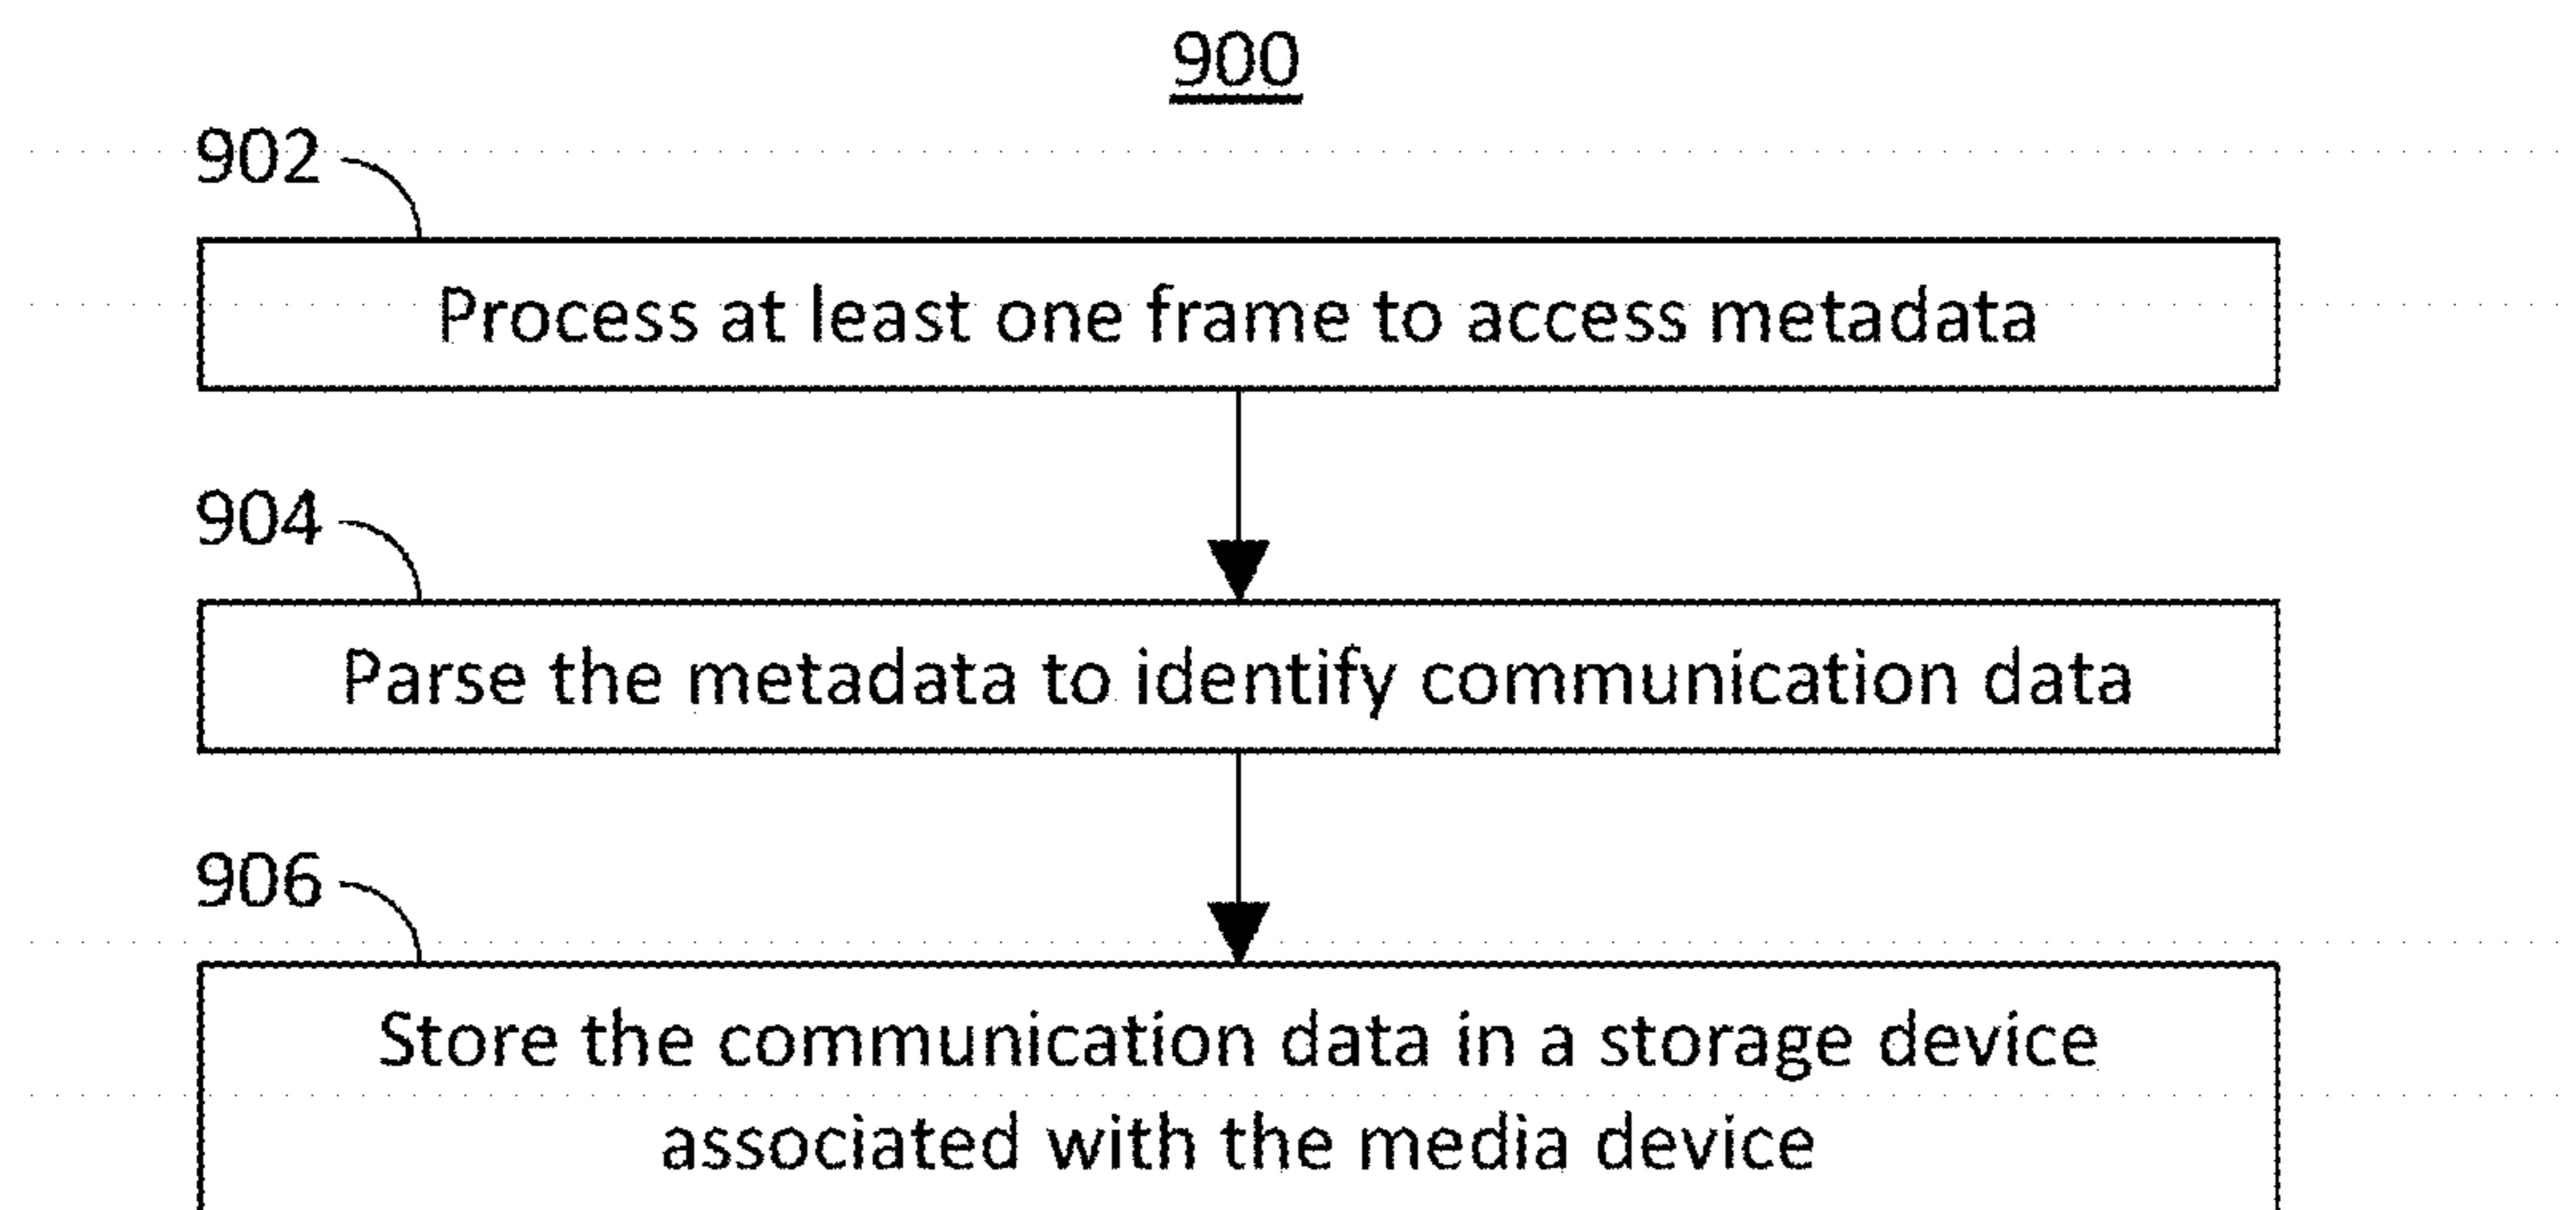 900
902
Process at least one frame to access metadata
904
Parse the metadata to identify communication data
906
Store the communication data in a storage device
associated with the media device